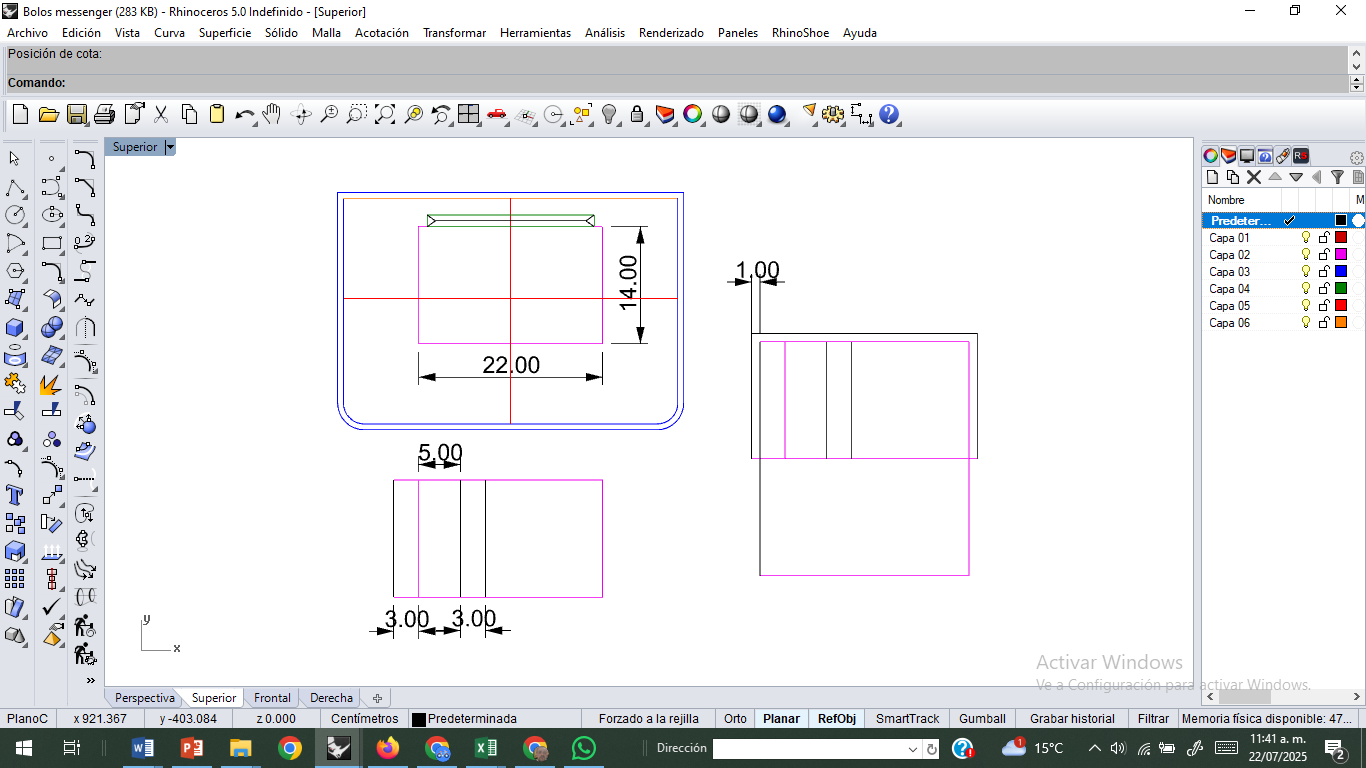 Bolos messenger (283 KB) - Rhinoceros 5.0 Indefinido - [Superior]
Archivo Edición Vista Curva Superficie Sólido Malla Acotación Transformar Herramientas Análisis Renderizado Paneles RhinoShoe Ayuda
Posición de cota:
Comando:
Superior
Nombre M
Predeter...
Capa 01
Capa 02
Capa 03
Capa 04
Capa 05
Capa 06
14.00
22.00
1.00
5.00
3.00 3.00
y
x
Activar Windows
Ve a Configuración para activar Windows.
Perspectiva Superior Frontal Derecha
PlanoC x 921.367 y -403.084 z 0.000 Centímetros Predeterminada Forzado a la rejilla Orto Planar RefObj SmartTrack Gumball Grabar historial Filtrar Memoria física disponible: 47...
Dirección 15°C 11:41 a. m.
22/07/2025